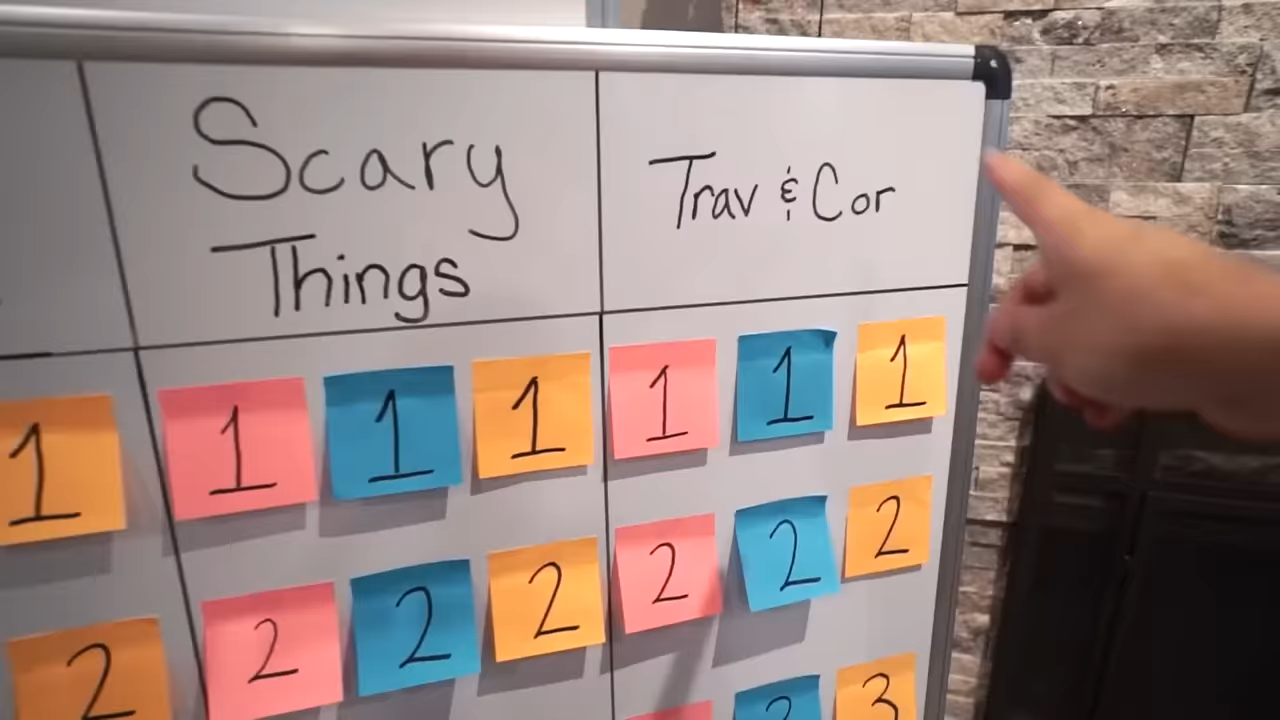 Scary
Things
Trav & Cor
1 1 1 1 1 1 1
2 2 2 2 2 2 2
3